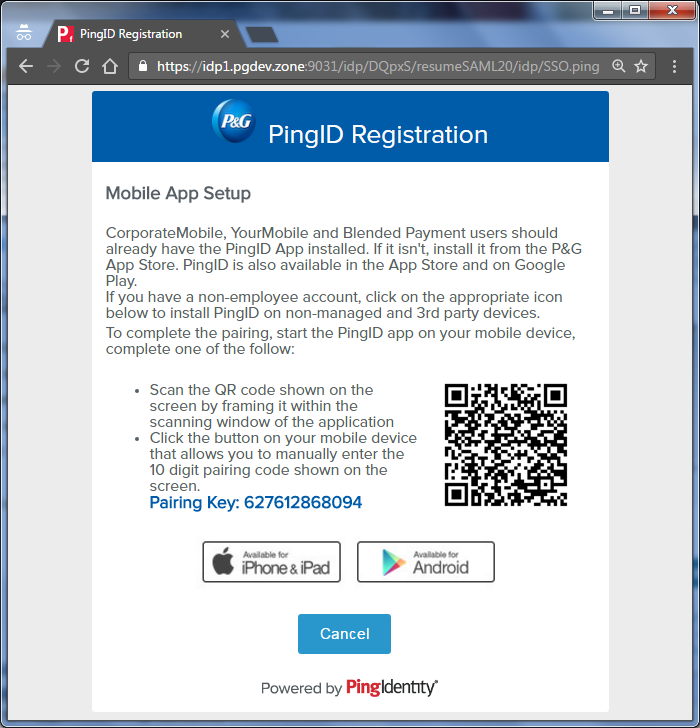 PingID Registration
https://idp1.pgdev.zone:9031/idp/DQpxS/resumeSAML20/idp/SSO.ping
P&G
PingID Registration
Mobile App Setup
CorporateMobile, YourMobile and Blended Payment users should
already have the PingID App installed. If it isn't, install it from the P&G
App Store. PingID is also available in the App Store and on Google
Play.
If you have a non-employee account, click on the appropriate icon
below to install PingID on non-managed and 3rd party devices.
To complete the pairing, start the PingID app on your mobile device,
complete one of the follow:
• Scan the QR code shown on the
screen by framing it within the
scanning window of the application
• Click the button on your mobile device
that allows you to manually enter the
10 digit pairing code shown on the
screen.
Pairing Key: 627612868094
Available for
iPhone & iPad
Available for
Android
Cancel
Powered by PingIdentity®